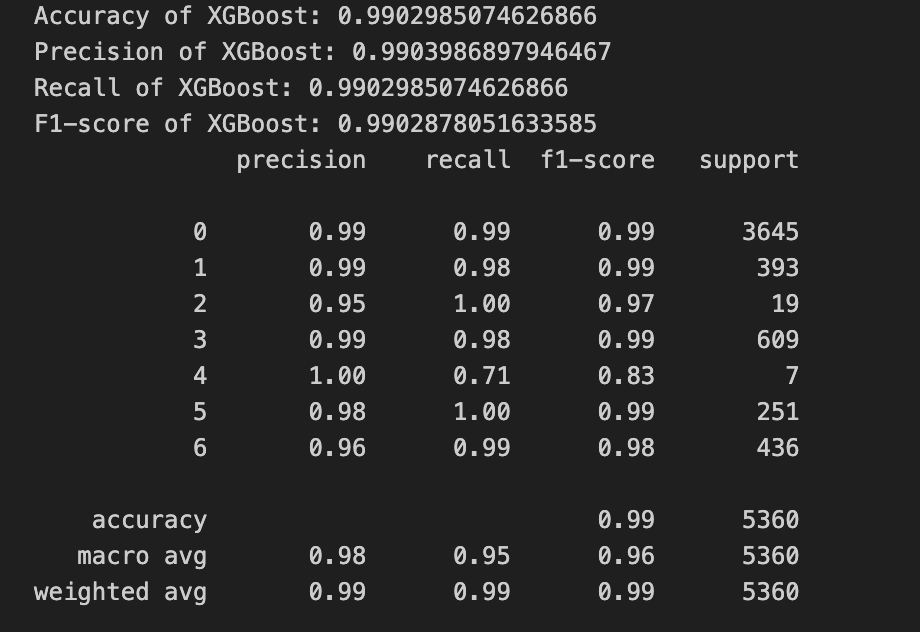 Accuracy of XGBoost: 0.9902985074626866
Precision of XGBoost: 0.9903986897946467
Recall of XGBoost: 0.9902985074626866
F1-score of XGBoost: 0.9902878051633585
precision recall f1-score support
0 0.99 0.99 0.99 3645
1 0.99 0.98 0.99 393
2 0.95 1.00 0.97 19
3 0.99 0.98 0.99 609
4 1.00 0.71 0.83 7
5 0.98 1.00 0.99 251
6 0.96 0.99 0.98 436
accuracy 0.99 5360
macro avg 0.98 0.95 0.96 5360
weighted avg 0.99 0.99 0.99 5360